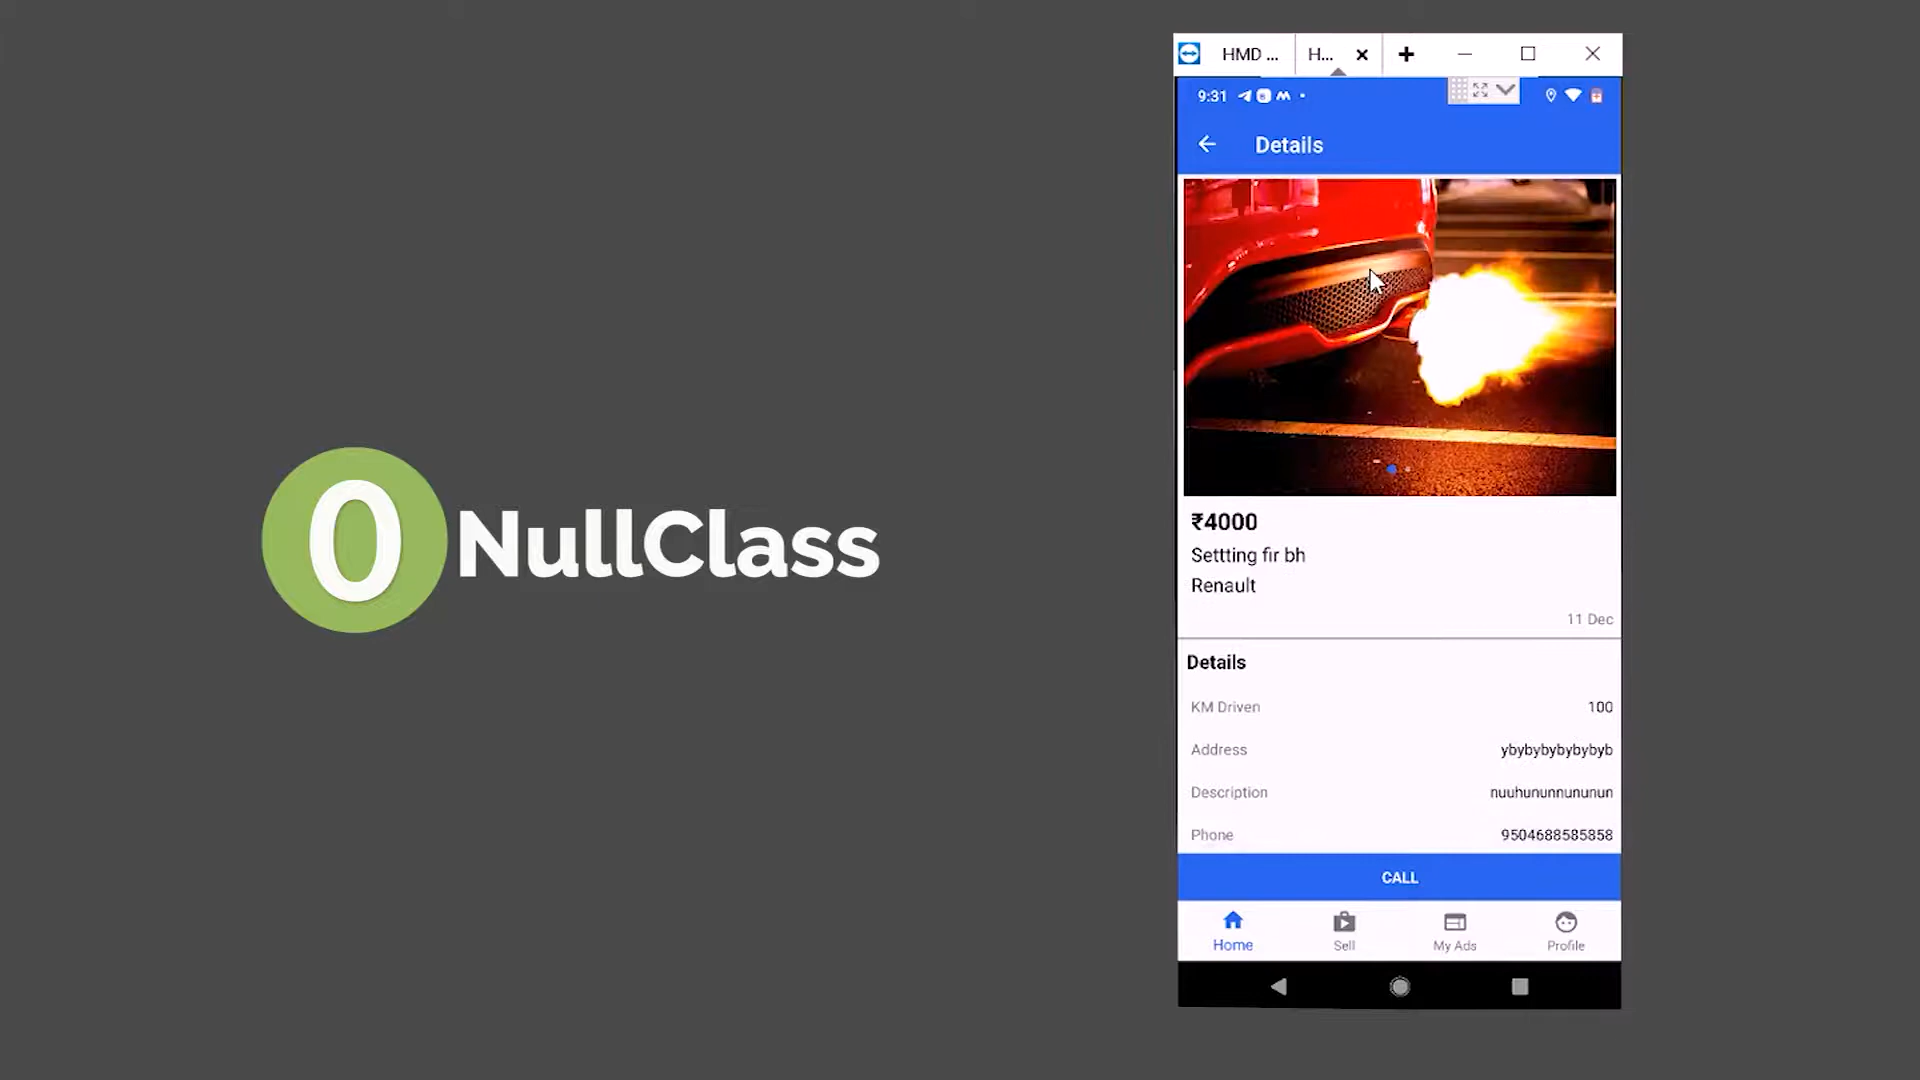 HMD ...
H...
9:31
Details
₹4000
Settting fir bh
Renault
11 Dec
Details
KM Driven 100
Address ybybybybybybyb
Description nuuhununnununun
Phone 9504688585858
CALL
Home Sell My Ads Profile
0 NullClass